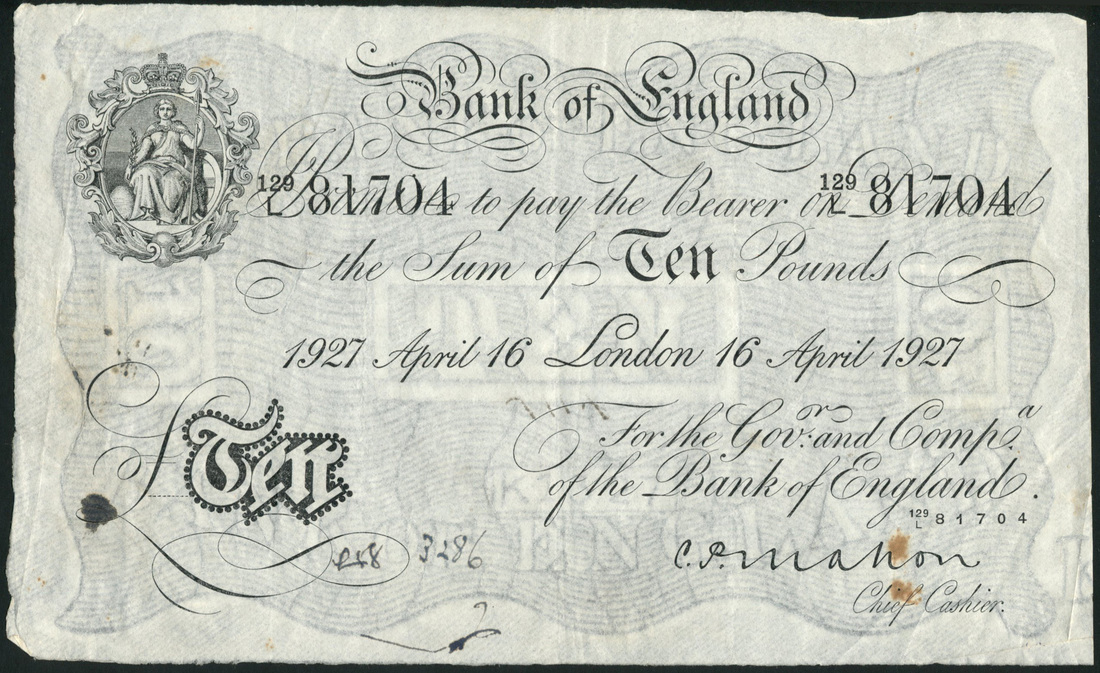 Bank of England
129 L 81704 Promise to pay the Bearer on Demand 129 L 81704
the Sum of Ten Pounds
1927 April 16 London 16 April 1927
For the Gov.r and Comp.a
£Ten
of the Bank of England.
129 L 81704
3286
C.P. Mahon
Chief Cashier.